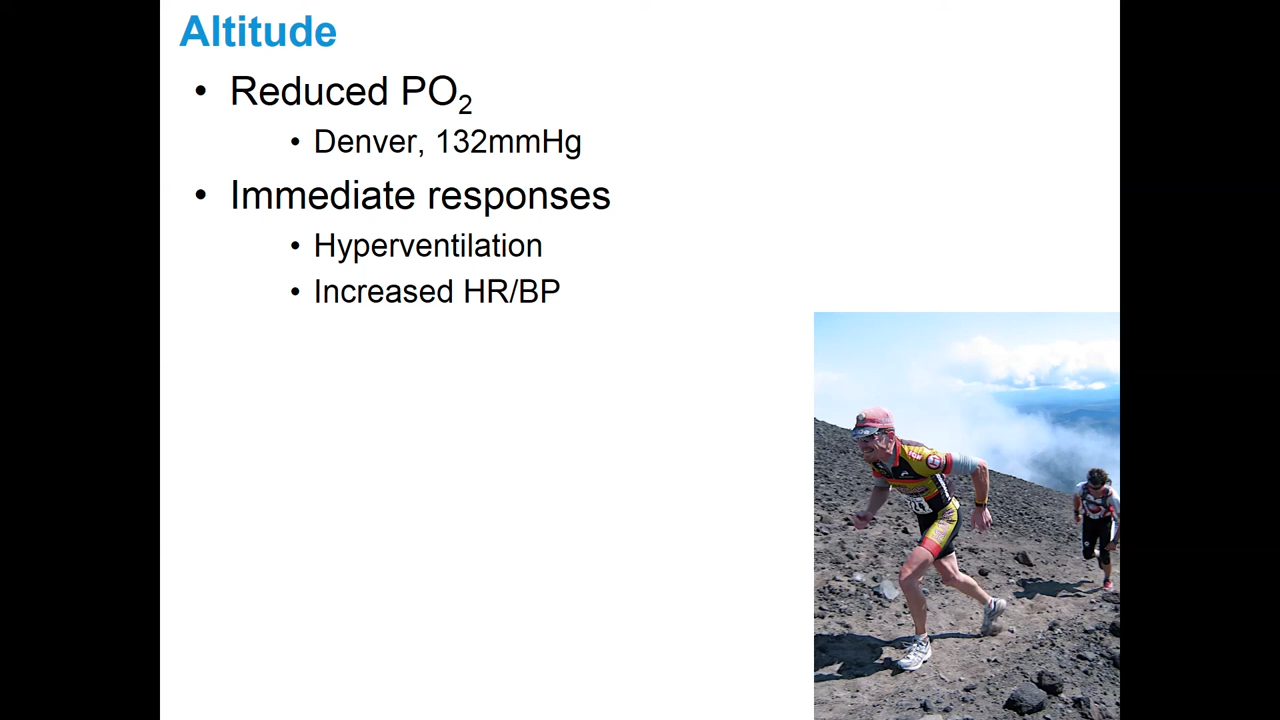 Altitude
• Reduced PO₂
• Denver, 132mmHg
• Immediate responses
• Hyperventilation
• Increased HR/BP